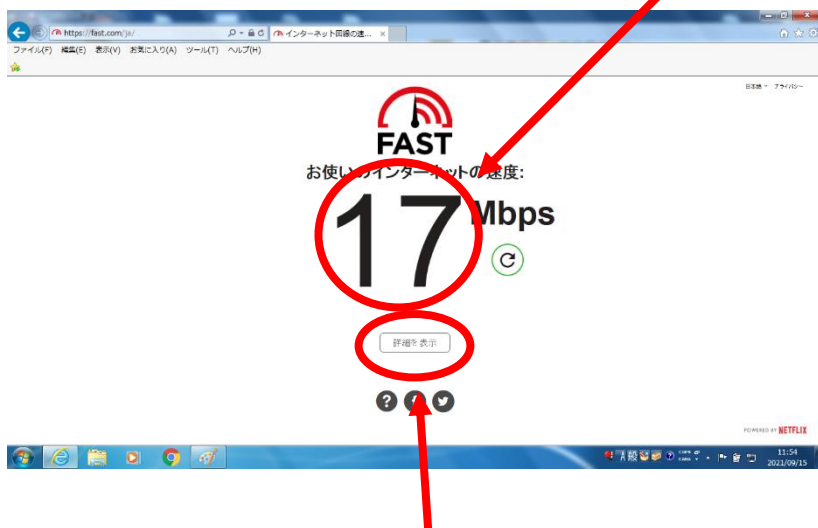 https://fast.com/ja/
インターネット回線の速... ×
ファイル(F) 編集(E) 表示(V) お気に入り(A) ツール(T) ヘルプ(H)
日本語 プライバシー
FAST
お使いのインターネットの速度:
17 Mbps
詳細を表示
?
POWERED BY NETFLIX
A 般
11:54
2021/09/15